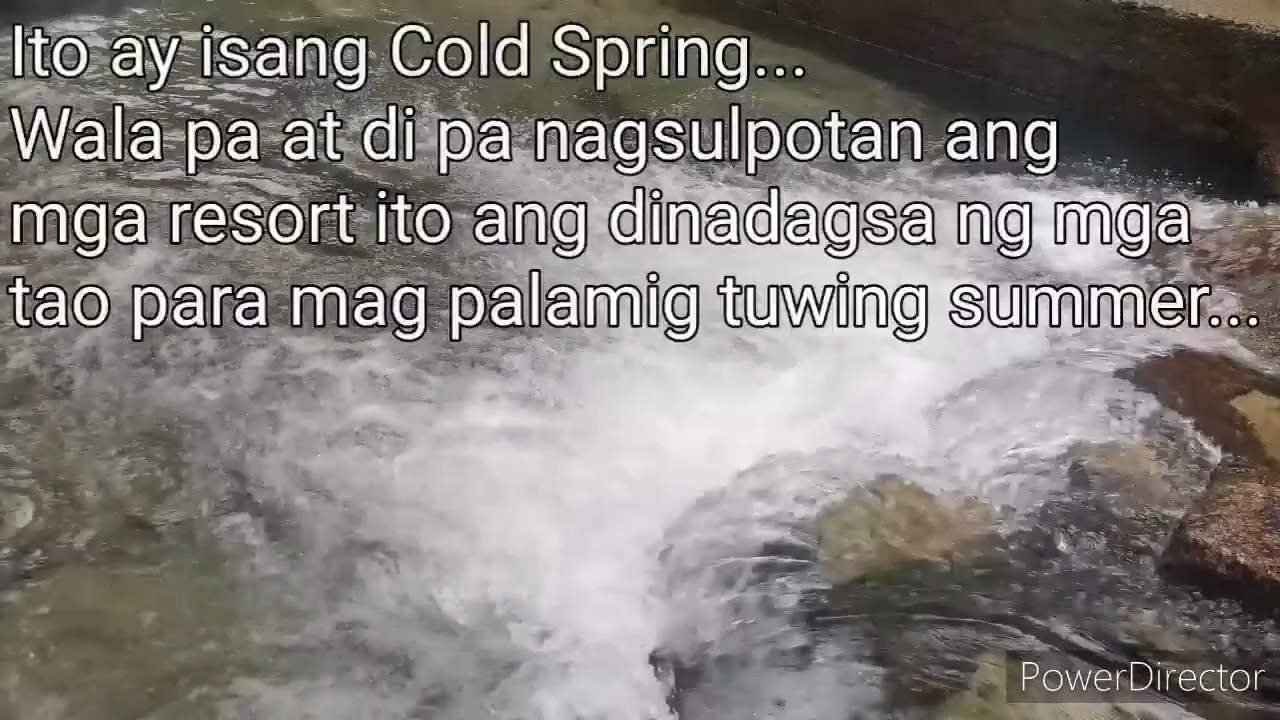 Ito ay isang Cold Spring...
Wala pa at di pa nagsulpotan ang
mga resort ito ang dinadagsa ng mga
tao para mag palamig tuwing summer...
PowerDirector